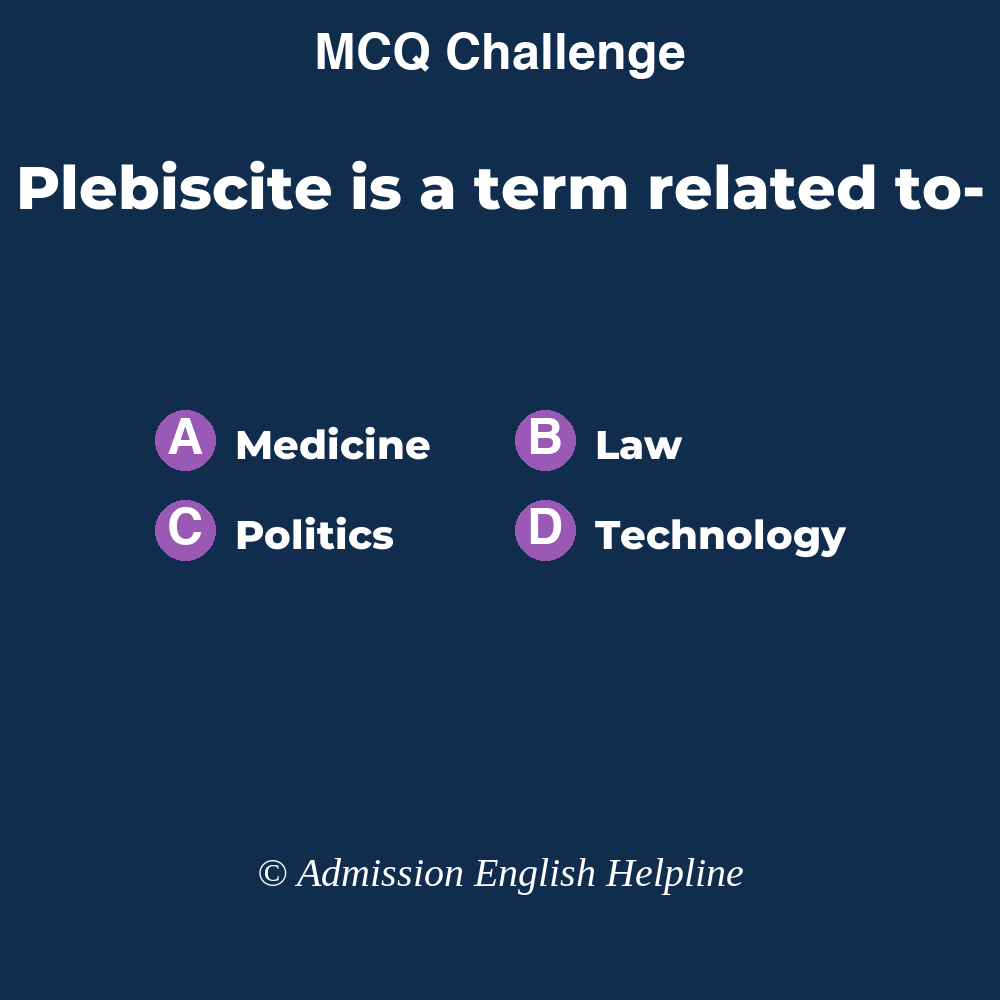 MCQ Challenge
Plebiscite is a term related to-
A Medicine B Law
C Politics D Technology
© Admission English Helpline